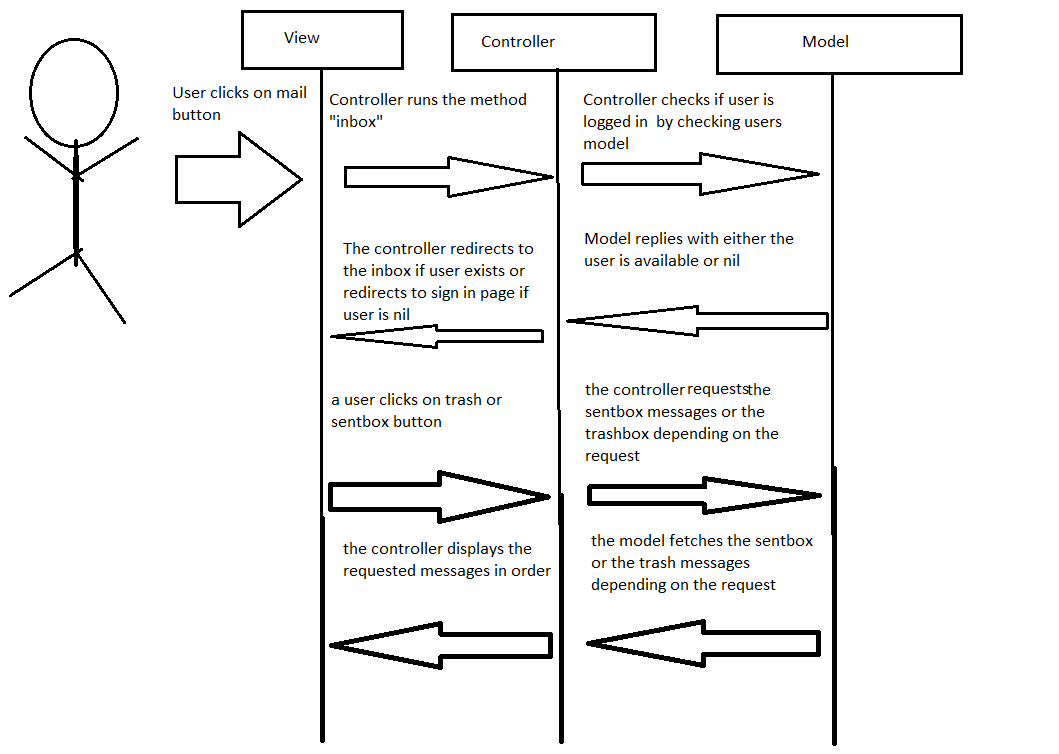 View
Controller
Model
User clicks on mail
button
Controller runs the method
"inbox"
Controller checks if user is
logged in by checking users
model
The controller redirects to
the inbox if user exists or
redirects to sign in page if
user is nil
Model replies with either the
user is available or nil
a user clicks on trash or
sentbox button
the controller requests the
sentbox messages or the
trashbox depending on the
request
the controller displays the
requested messages in order
the model fetches the sentbox
or the trash messages
depending on the request